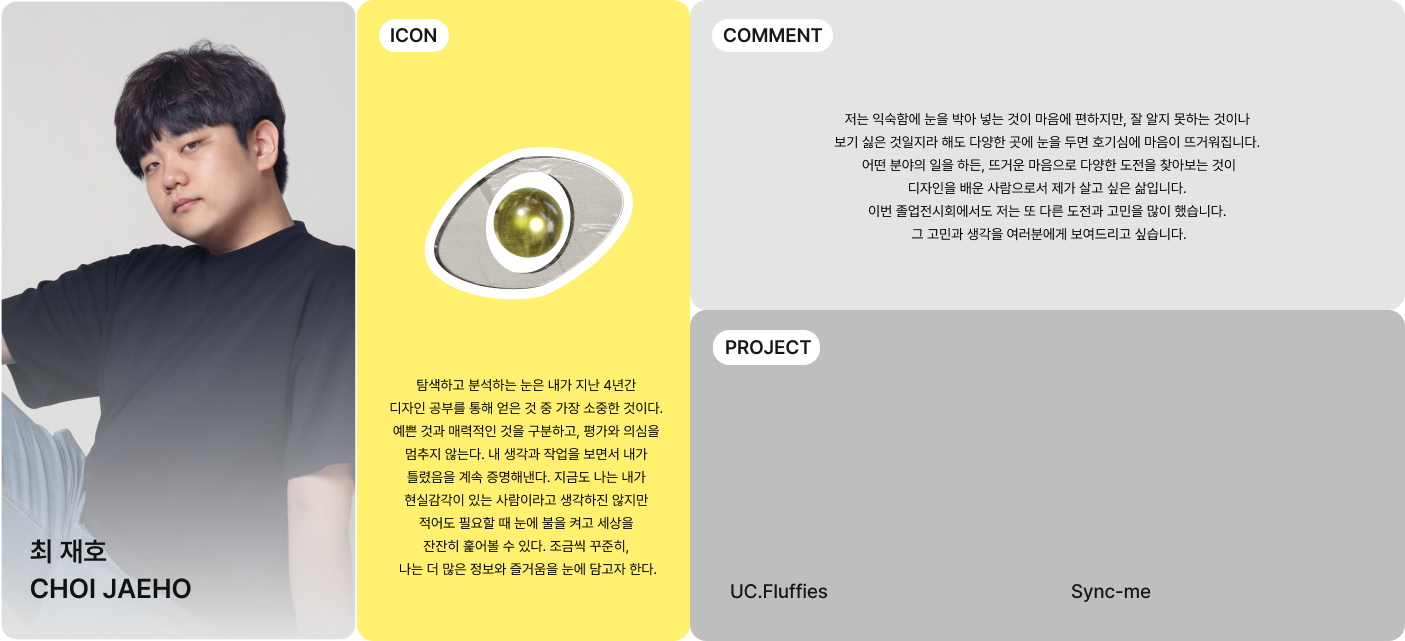 최 재호
CHOI JAEHO
ICON
탐색하고 분석하는 눈은 내가 지난 4년간
디자인 공부를 통해 얻은 것 중 가장 소중한 것이다.
예쁜 것과 매력적인 것을 구분하고, 평가와 의심을
멈추지 않는다. 내 생각과 작업을 보면서 내가
틀렸음을 계속 증명해낸다. 지금도 나는 내가
현실감각이 있는 사람이라고 생각하진 않지만
적어도 필요할 때 눈에 불을 켜고 세상을
잔잔히 훑어볼 수 있다. 조금씩 꾸준히,
나는 더 많은 정보와 즐거움을 눈에 담고자 한다.
COMMENT
저는 익숙함에 눈을 박아 넣는 것이 마음에 편하지만, 잘 알지 못하는 것이나
보기 싫은 것일지라 해도 다양한 곳에 눈을 두면 호기심에 마음이 뜨거워집니다.
어떤 분야의 일을 하든, 뜨거운 마음으로 다양한 도전을 찾아보는 것이
디자인을 배운 사람으로서 제가 살고 싶은 삶입니다.
이번 졸업전시회에서도 저는 또 다른 도전과 고민을 많이 했습니다.
그 고민과 생각을 여러분에게 보여드리고 싶습니다.
PROJECT
UC.Fluffies
Sync-me